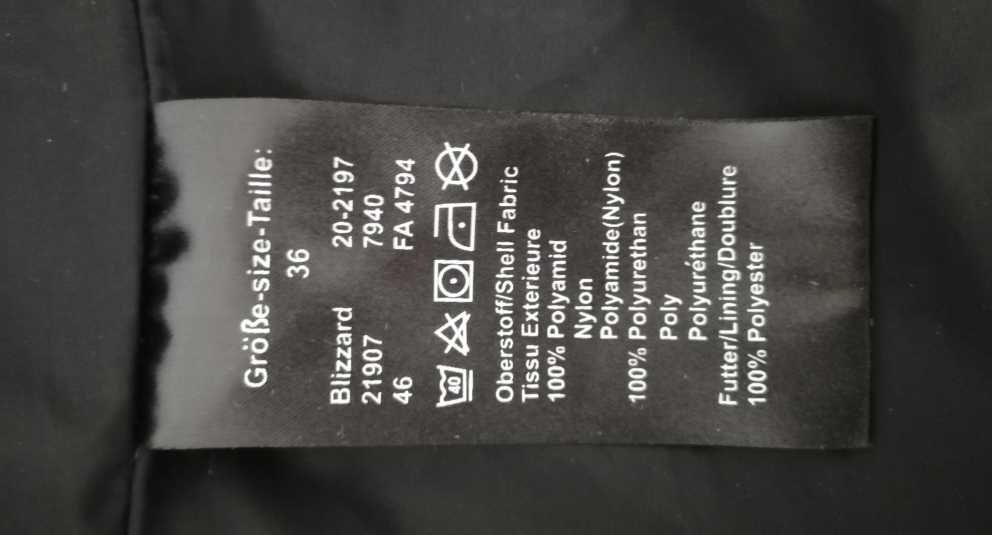 Größe-size-Taille:
36
Blizzard 20-2197
21907 7940
46 FA 4794
40
Oberstoff/Shell Fabric
Tissu Exterieure
100% Polyamid
Nylon
Polyamide(Nylon)
100% Polyurethan
Poly
Polyuréthane
Futter/Lining/Doublure
100% Polyester